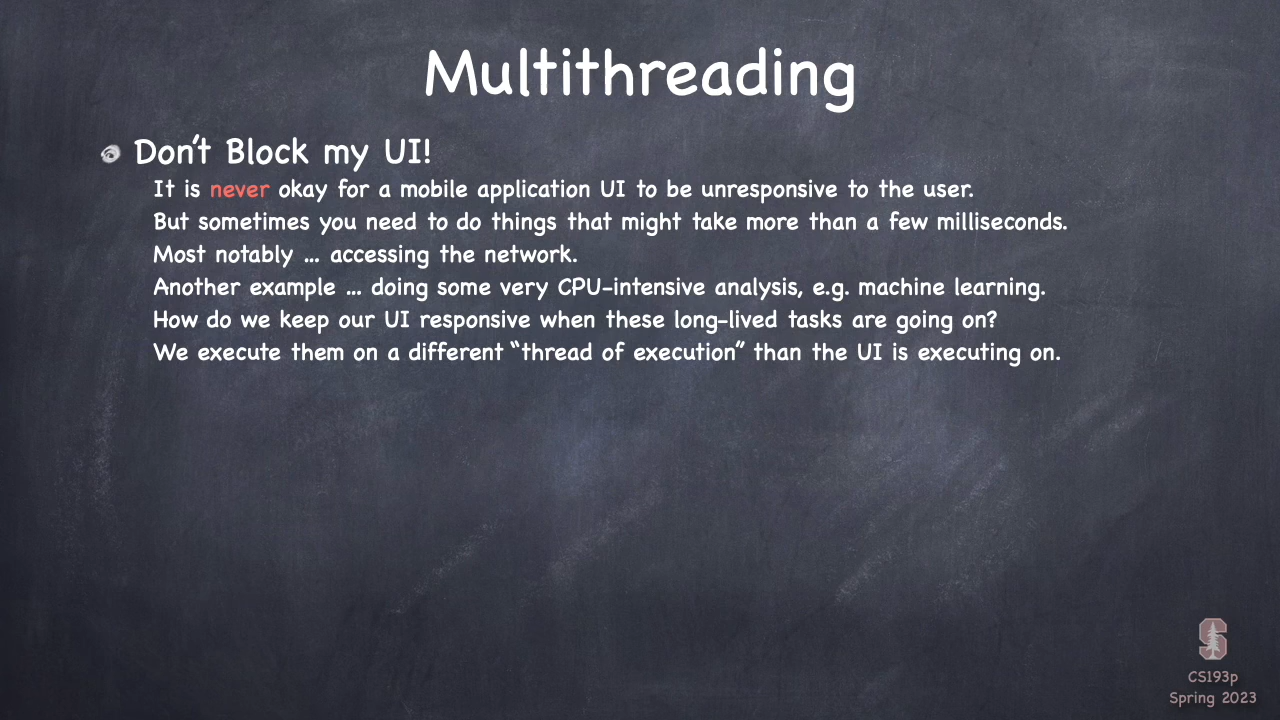 Multithreading
Don't Block my UI!
It is never okay for a mobile application UI to be unresponsive to the user.
But sometimes you need to do things that might take more than a few milliseconds.
Most notably … accessing the network.
Another example … doing some very CPU-intensive analysis, e.g. machine learning.
How do we keep our UI responsive when these long-lived tasks are going on?
We execute them on a different “thread of execution” than the UI is executing on.
S
CS193p
Spring 2023